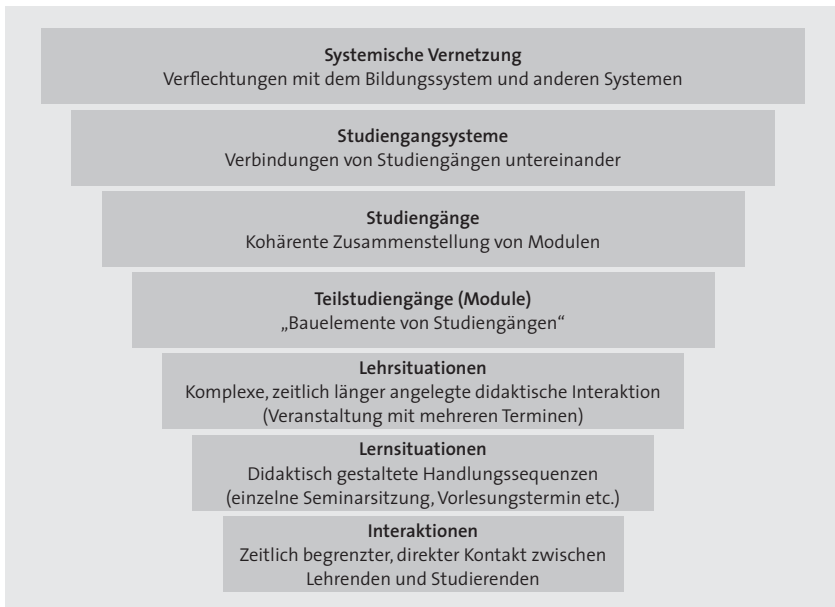 Systemische Vernetzung
Verflechtungen mit dem Bildungssystem und anderen Systemen
Studiengangsysteme
Verbindungen von Studiengängen untereinander
Studiengänge
Kohärente Zusammenstellung von Modulen
Teilstudiengänge (Module)
„Bauelemente von Studiengängen“
Lehrsituationen
Komplexe, zeitlich länger angelegte didaktische Interaktion
(Veranstaltung mit mehreren Terminen)
Lernsituationen
Didaktisch gestaltete Handlungssequenzen
(einzelne Seminarsitzung, Vorlesungstermin etc.)
Interaktionen
Zeitlich begrenzter, direkter Kontakt zwischen
Lehrenden und Studierenden